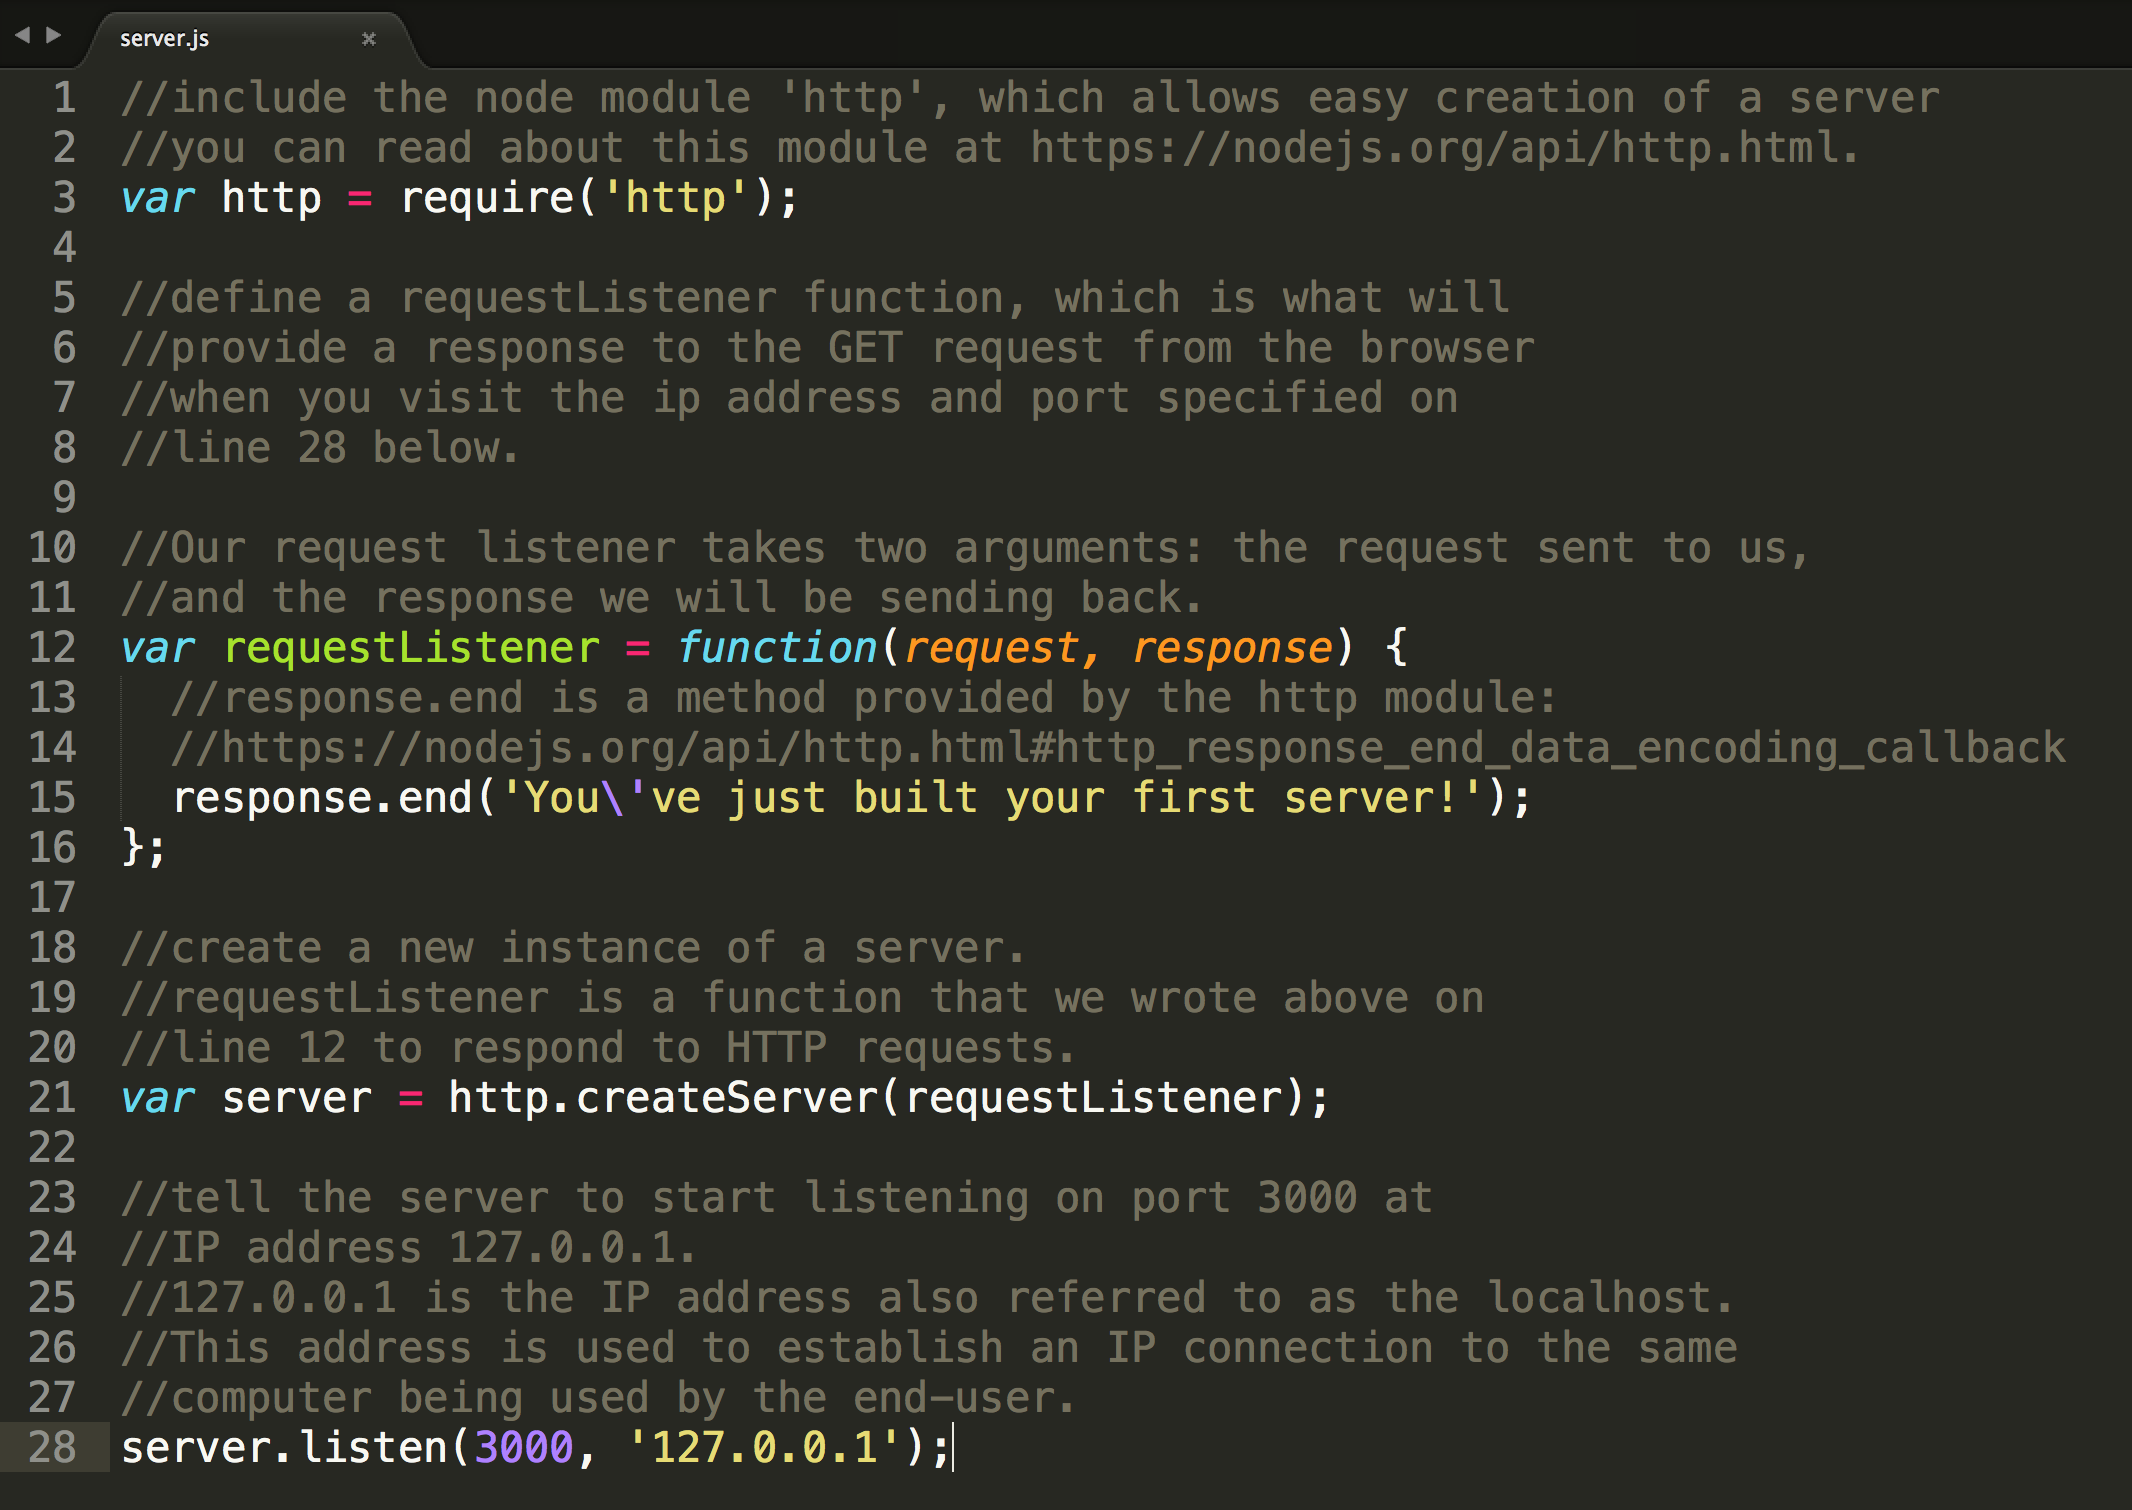 server.js
1 //include the node module 'http', which allows easy creation of a server
2 //you can read about this module at https://nodejs.org/api/http.html.
3 var http = require('http');
4
5 //define a requestListener function, which is what will
6 //provide a response to the GET request from the browser
7 //when you visit the ip address and port specified on
8 //line 28 below.
9
10 //Our request listener takes two arguments: the request sent to us,
11 //and the response we will be sending back.
12 var requestListener = function(request, response) {
13   //response.end is a method provided by the http module:
14   //https://nodejs.org/api/http.html#http_response_end_data_encoding_callback
15   response.end('You\'ve just built your first server!');
16 };
17
18 //create a new instance of a server.
19 //requestListener is a function that we wrote above on
20 //line 12 to respond to HTTP requests.
21 var server = http.createServer(requestListener);
22
23 //tell the server to start listening on port 3000 at
24 //IP address 127.0.0.1.
25 //127.0.0.1 is the IP address also referred to as the localhost.
26 //This address is used to establish an IP connection to the same
27 //computer being used by the end-user.
28 server.listen(3000, '127.0.0.1');